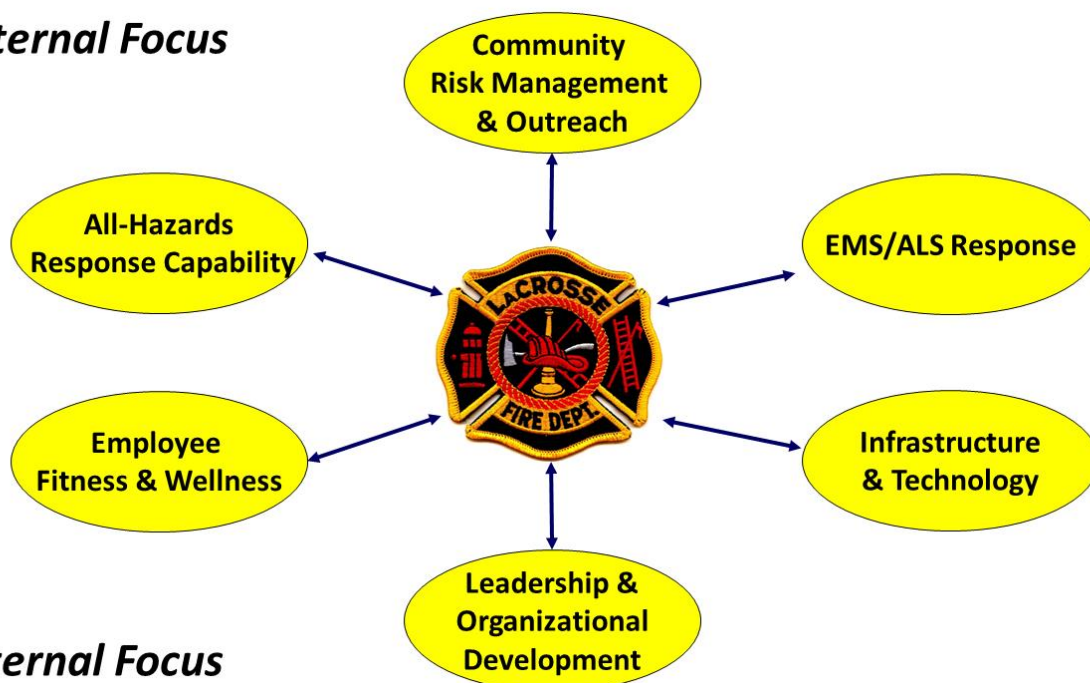 ternal Focus
Community
Risk Management
& Outreach
All-Hazards
Response Capability
EMS/ALS Response
LACROSSE
FIRE DEPT.
Employee
Fitness & Wellness
Infrastructure
& Technology
Leadership &
Organizational
Development
ternal Focus